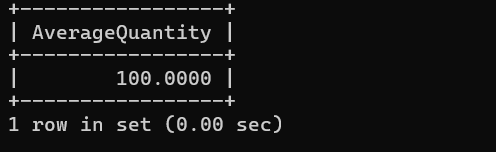 +-----------------+
| AverageQuantity |
+-----------------+
|        100.0000 |
+-----------------+
1 row in set (0.00 sec)